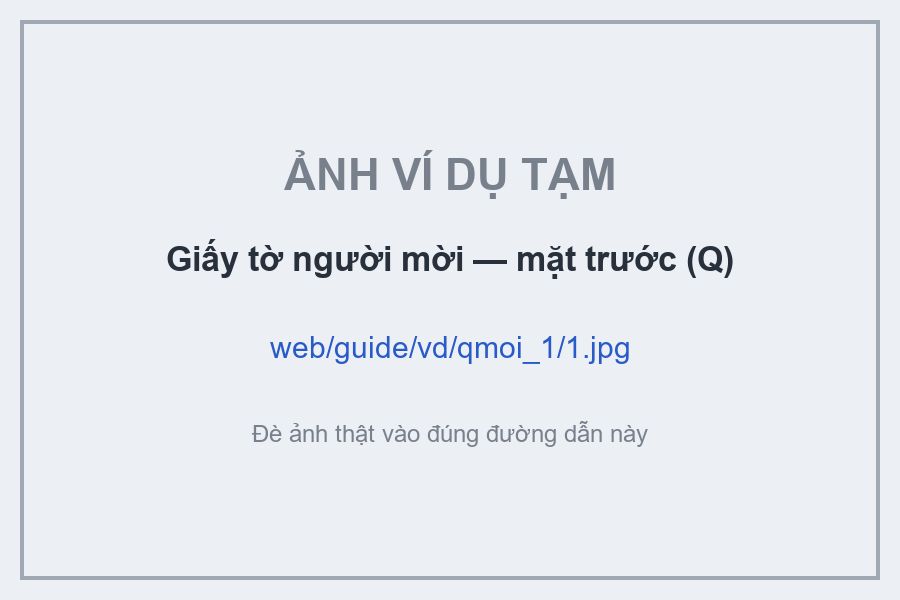 ẢNH VÍ DỤ TẠM
Giấy tờ người mời — mặt trước (Q)
web/guide/vd/qmoi_1/1.jpg
Đè ảnh thật vào đúng đường dẫn này